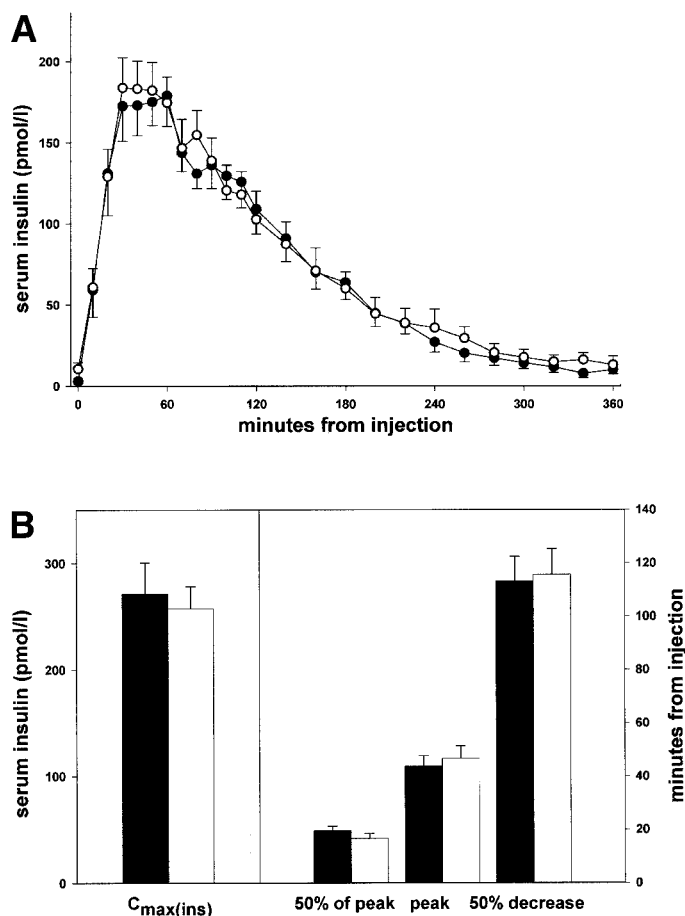 A
serum insulin (pmol/l)
200
150
100
50
0
0 60 120 180 240 300 360
minutes from injection
B
serum insulin (pmol/l)
300
200
100
0
140
120
100
80
60
40
20
0
minutes from injection
Cmax(ins) 50% of peak peak 50% decrease